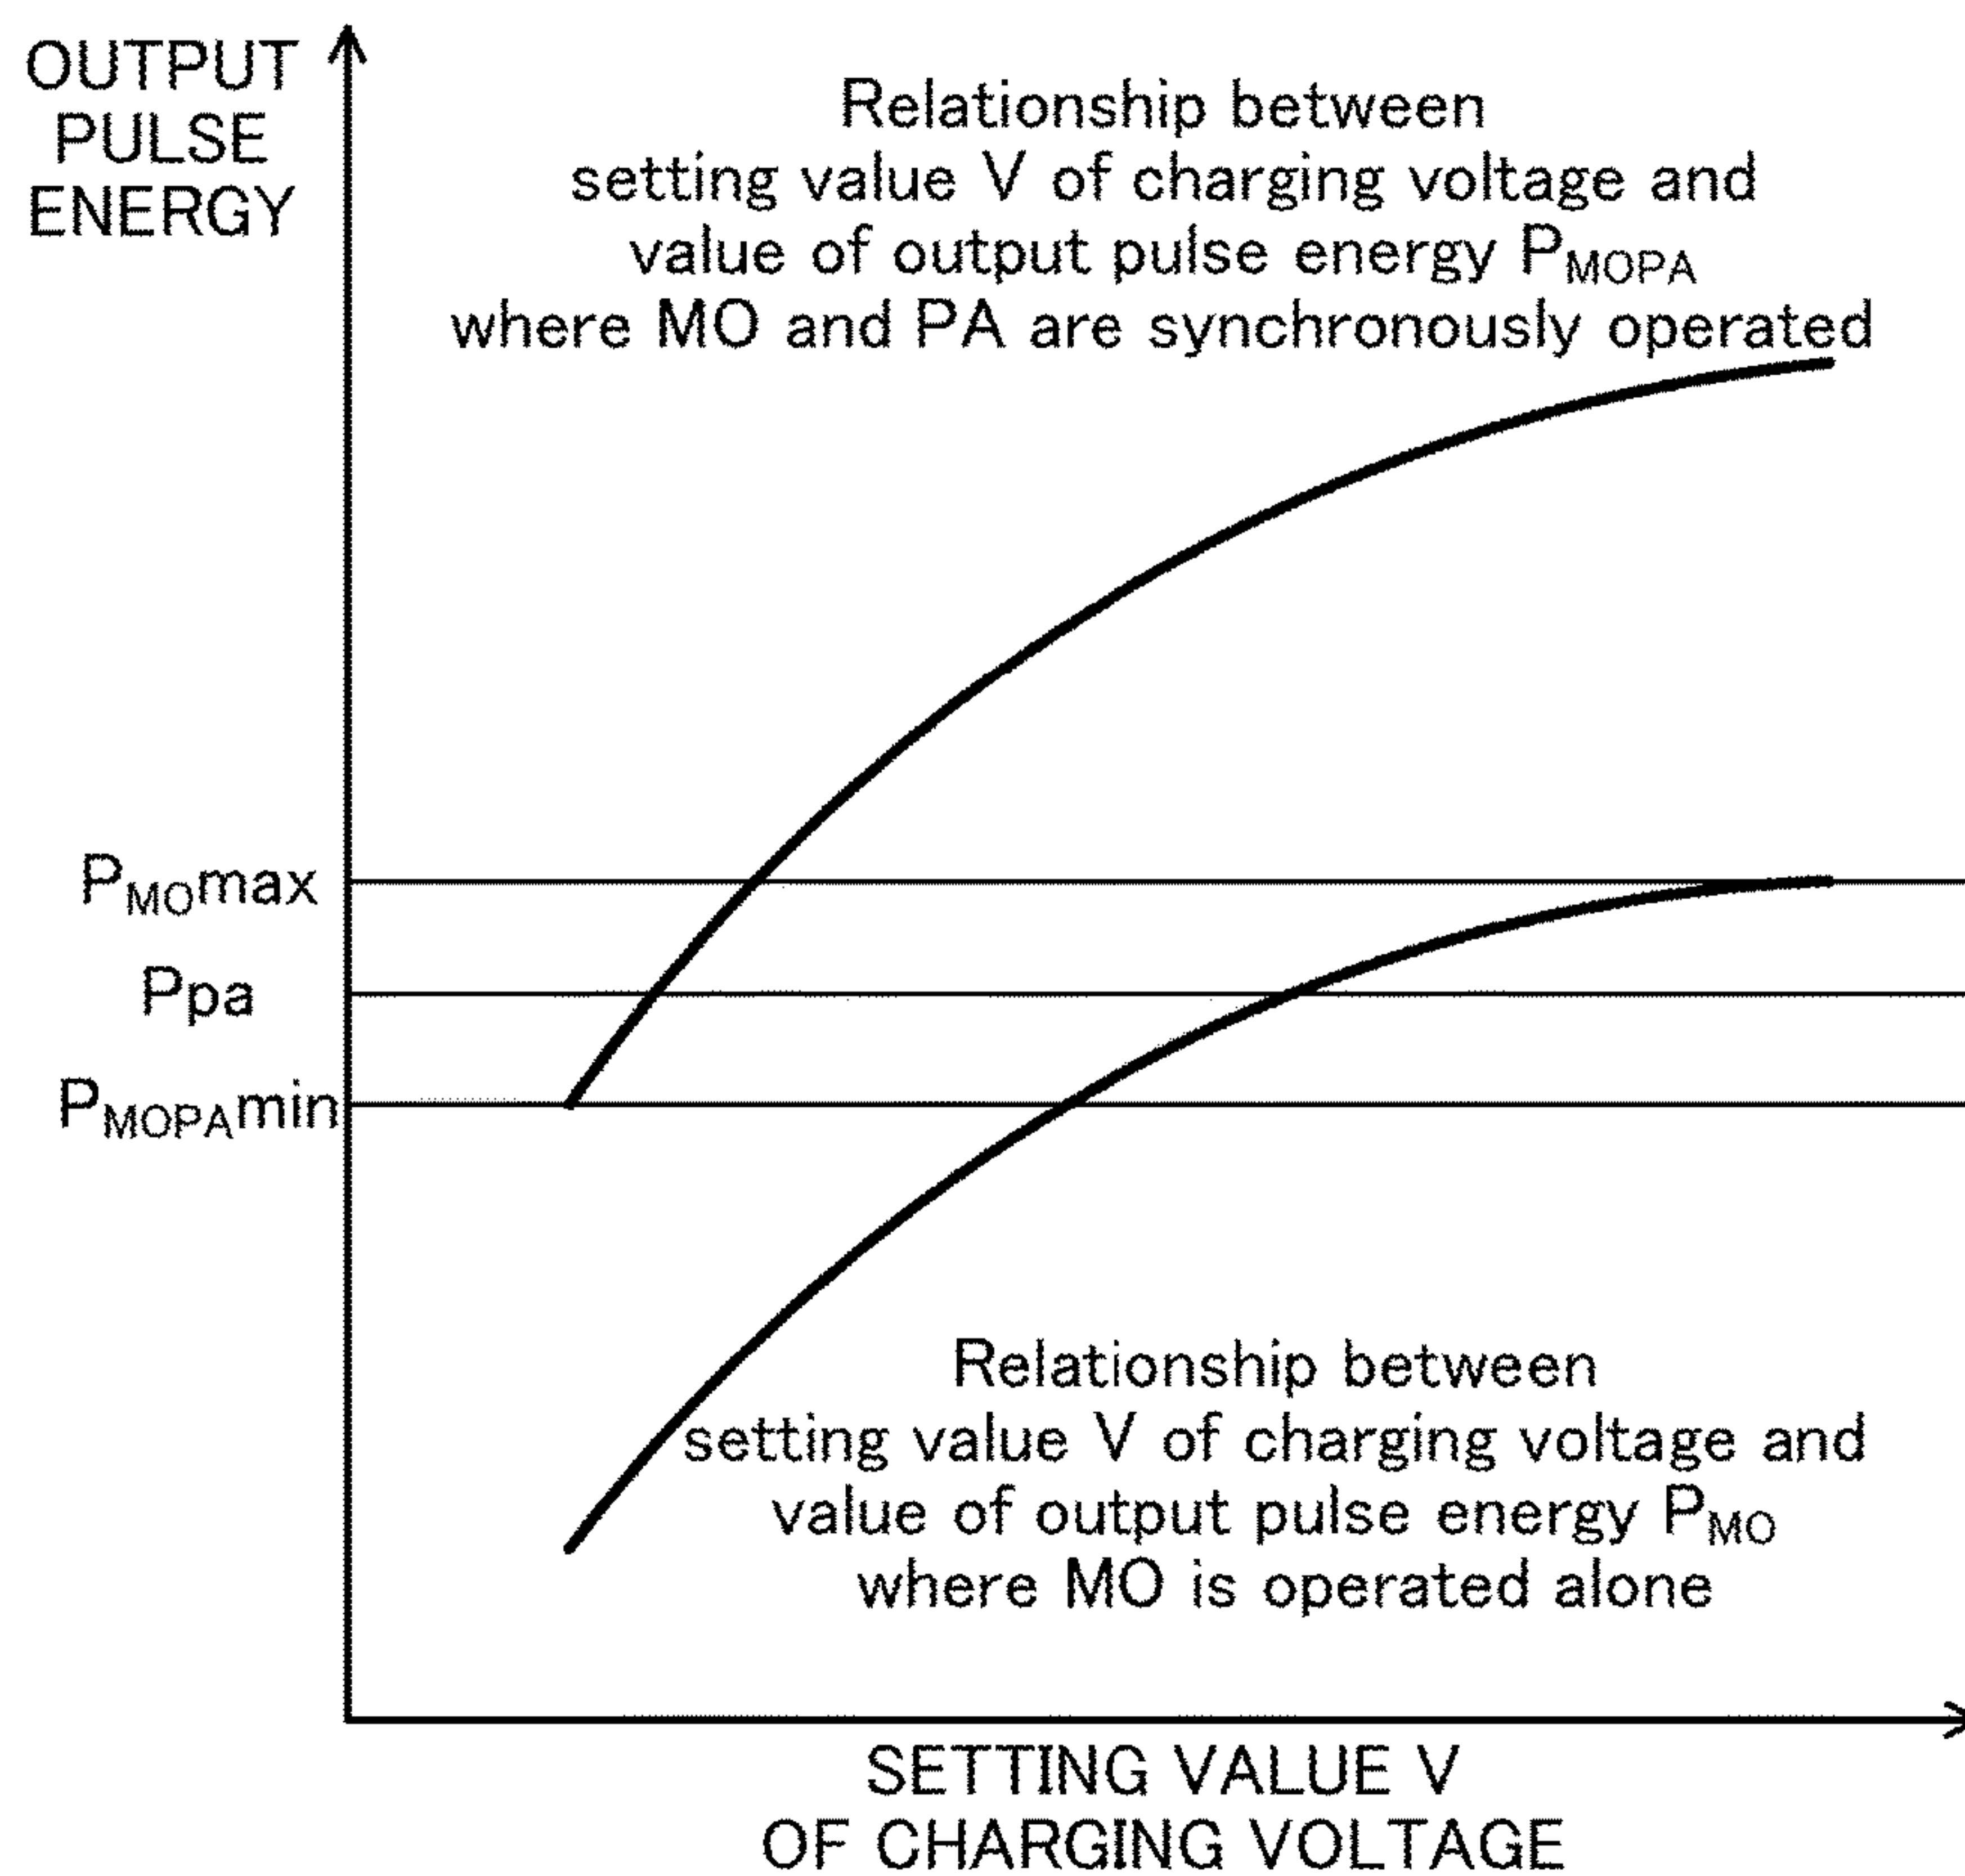 OUTPUT
PULSE
ENERGY
Relationship between
setting value V of charging voltage and
value of output pulse energy PMOPA
where MO and PA are synchronously operated
PMOmax
Ppa
PMOPAmin
Relationship between
setting value V of charging voltage and
value of output pulse energy PMO
where MO is operated alone
SETTING VALUE V
OF CHARGING VOLTAGE